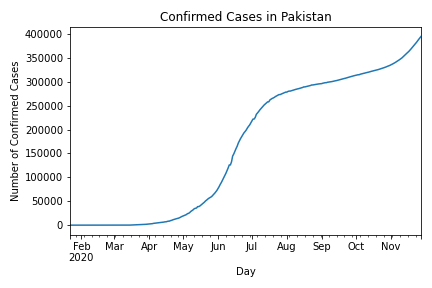 Confirmed Cases in Pakistan
400000
350000
300000
250000
200000
150000
100000
50000
0
Number of Confirmed Cases
Feb Mar Apr May Jun Jul Aug Sep Oct Nov
2020
Day